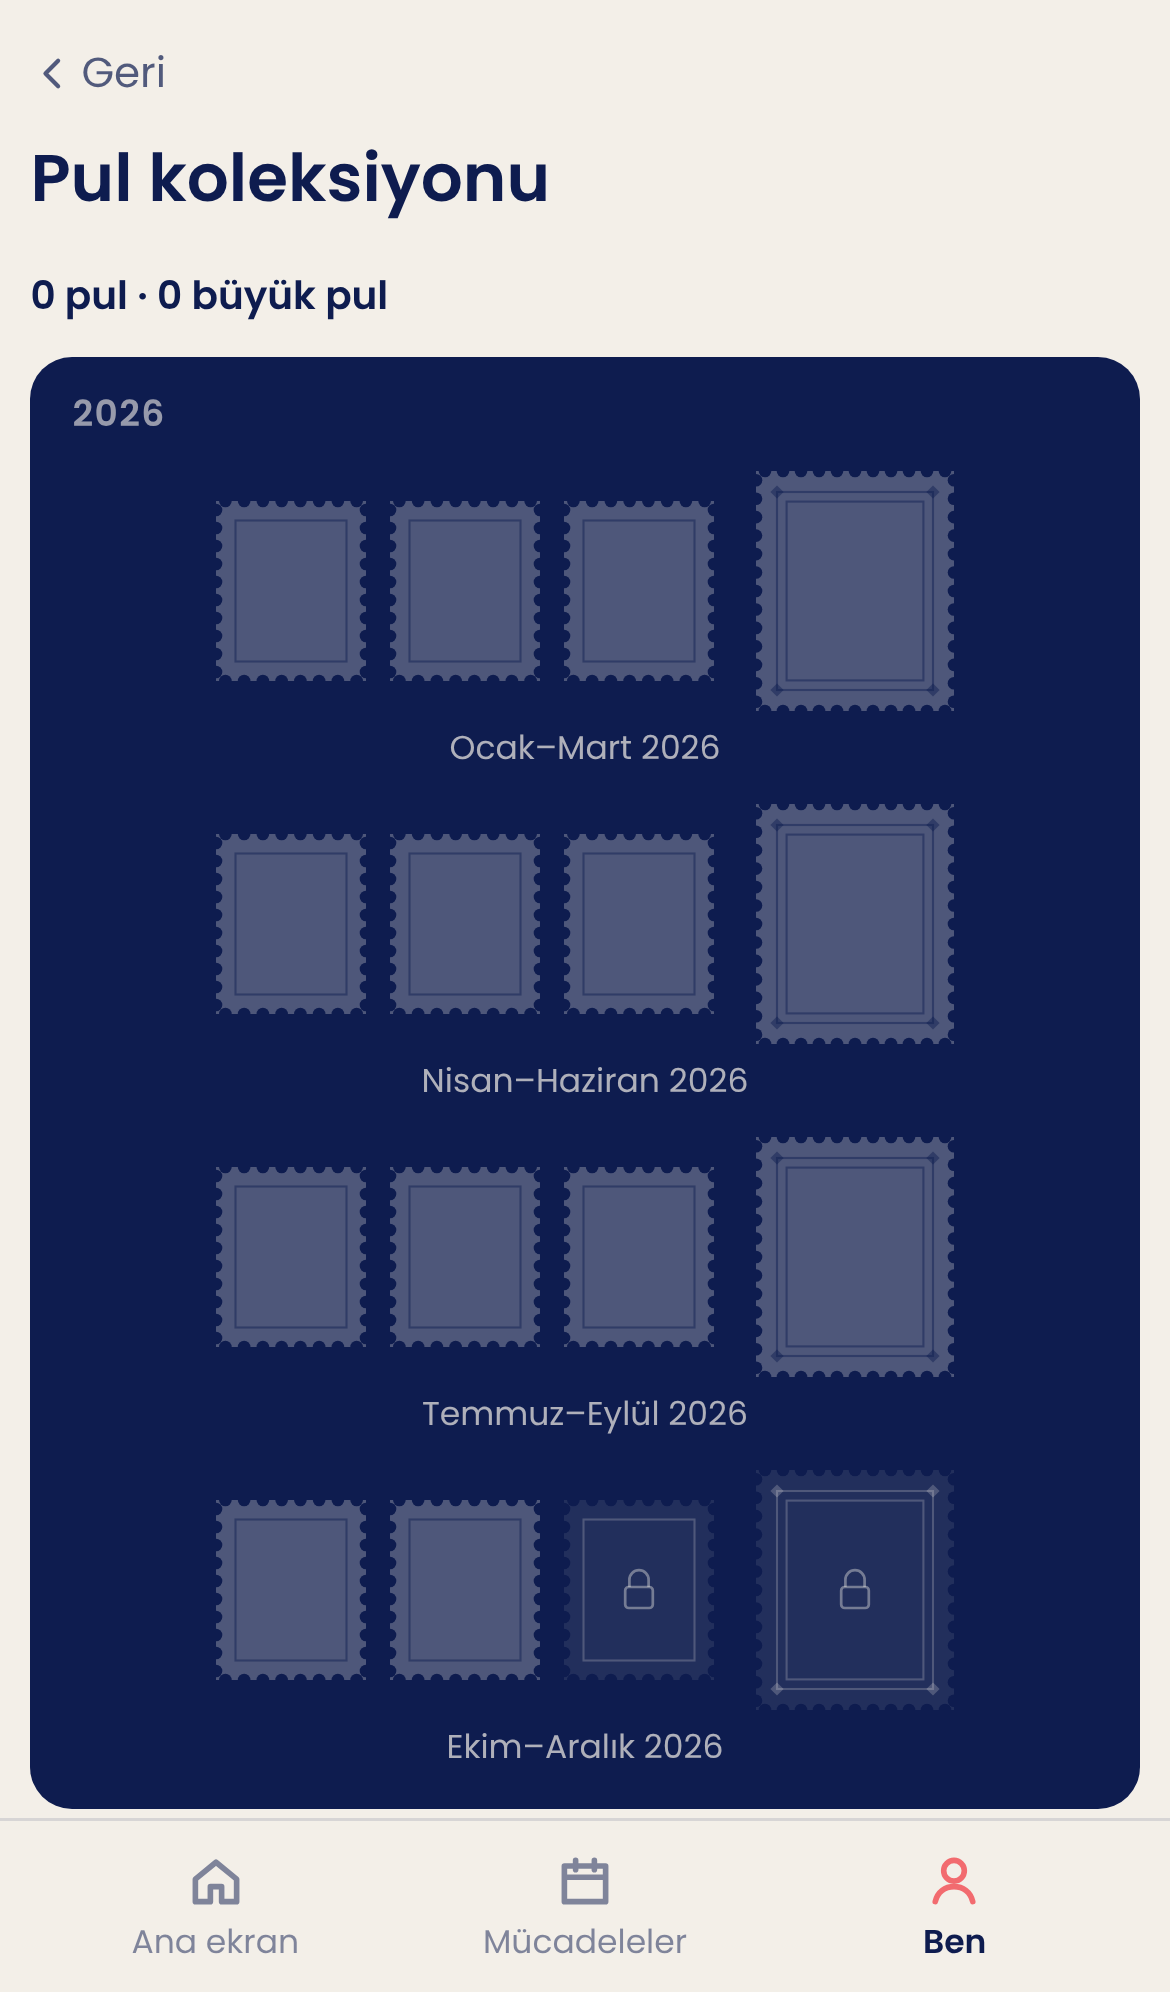 Geri
Pul koleksiyonu
0 pul · 0 büyük pul
2026
Ocak–Mart 2026
Nisan–Haziran 2026
Temmuz–Eylül 2026
Ekim–Aralık 2026
Ana ekran
Mücadeleler
Ben